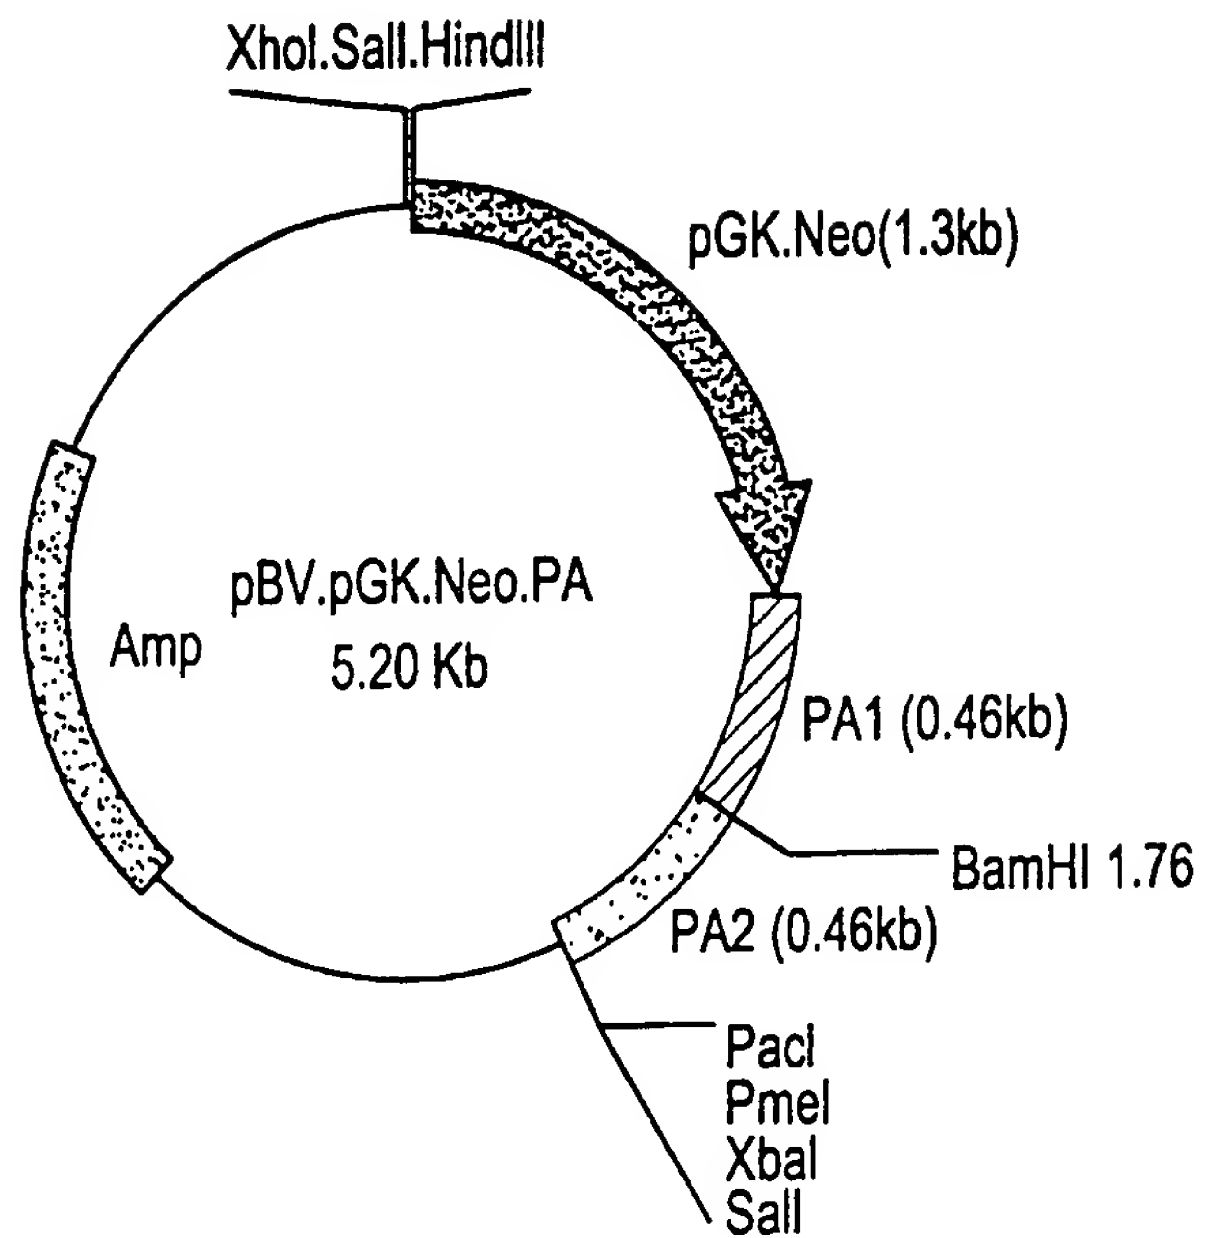 XhoI.SalI.HindIII
pGK.Neo(1.3kb)
pBV.pGK.Neo.PA
5.20 Kb
Amp
PA1 (0.46kb)
BamHI 1.76
PA2 (0.46kb)
PacI
PmeI
XbaI
SalI